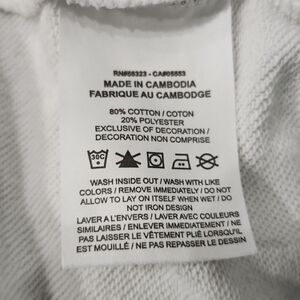 RN#56323 - CA#05553
MADE IN CAMBODIA
FABRIQUE AU CAMBODGE
80% COTTON / COTON
20% POLYESTER
EXCLUSIVE OF DECORATION /
DECORATION NON COMPRISE
30C
WASH INSIDE OUT / WASH WITH LIKE
COLORS / REMOVE IMMEDIATELY / DO NOT
ALLOW TO LAY ON ITSELF WHEN WET / DO
NOT IRON DESIGN
LAVER A L'ENVERS / LAVER AVEC COULEURS
SIMILAIRES / ENLEVER IMMEDIATEMENT / NE
PAS LAISSER LE VÊTEMENT PLIÉ LORSQU'IL
EST MOUILLÉ / NE PAS REPASSER LE DESSIN